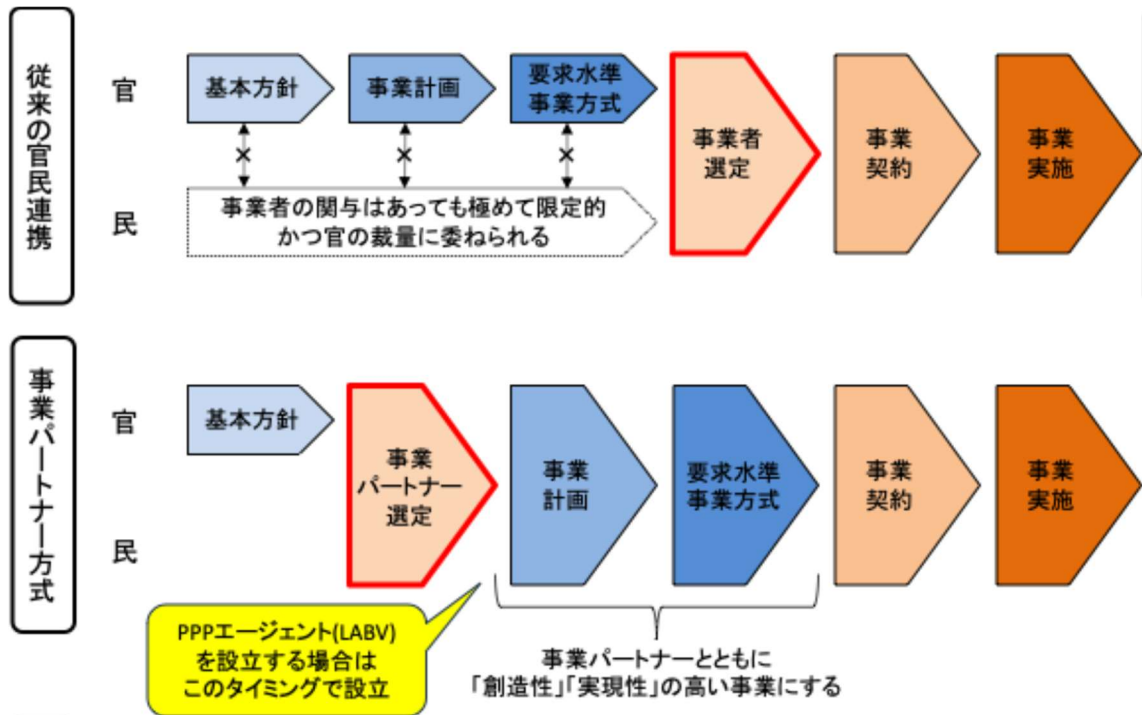 従来の官民連携
官
基本方針
事業計画
要求水準
事業方式
事業者
選定
事業
契約
事業
実施
×
×
×
民
事業者の関与はあっても極めて限定的
かつ官の裁量に委ねられる
事業パートナー方式
官
基本方針
事業
パートナー
選定
事業
計画
要求水準
事業方式
事業
契約
事業
実施
民
PPPエージェント(LABV)
を設立する場合は
このタイミングで設立
事業パートナーとともに
「創造性」「実現性」の高い事業にする